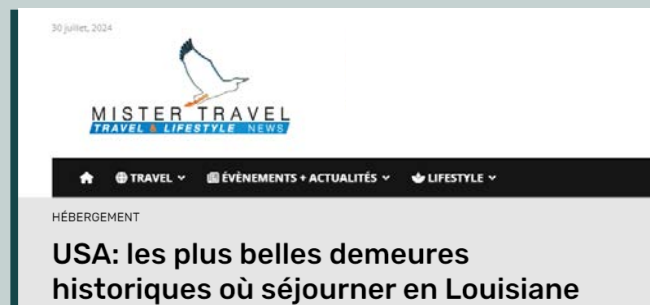 30 juillet, 2024
MISTER TRAVEL
TRAVEL & LIFESTYLE NEWS
TRAVEL ÉVÈNEMENTS + ACTUALITÉS LIFESTYLE
HÉBERGEMENT
USA: les plus belles demeures
historiques où séjourner en Louisiane